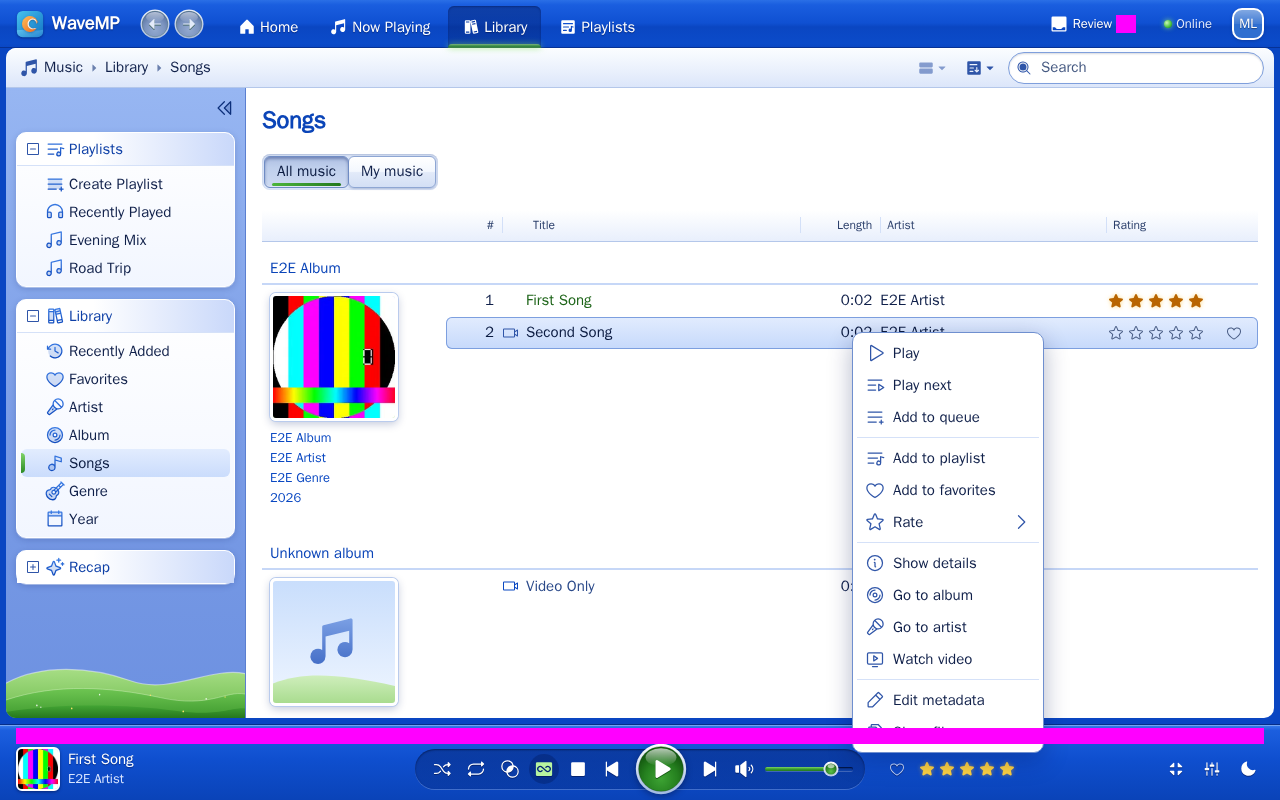 WaveMP
Home
Now Playing
Library
Playlists
Review
Online
ML
Music
Library
Songs
Search
Playlists
Create Playlist
Recently Played
Evening Mix
Road Trip
Library
Recently Added
Favorites
Artist
Album
Songs
Genre
Year
Recap
Songs
All music
My music
# Title Length Artist Rating
E2E Album
1 First Song 0:02 E2E Artist
2 Second Song 0:02 E2E Artist
E2E Album
E2E Artist
E2E Genre
2026
Unknown album
Video Only
Play
Play next
Add to queue
Add to playlist
Add to favorites
Rate
Show details
Go to album
Go to artist
Watch video
Edit metadata
First Song
E2E Artist